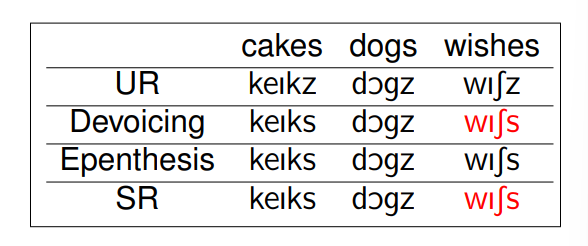 cakes dogs wishes
UR keɪkz dɔgz wɪʃz
Devoicing keɪks dɔgz wɪʃs
Epenthesis keɪks dɔgz wɪʃs
SR keɪks dɔgz wɪʃs